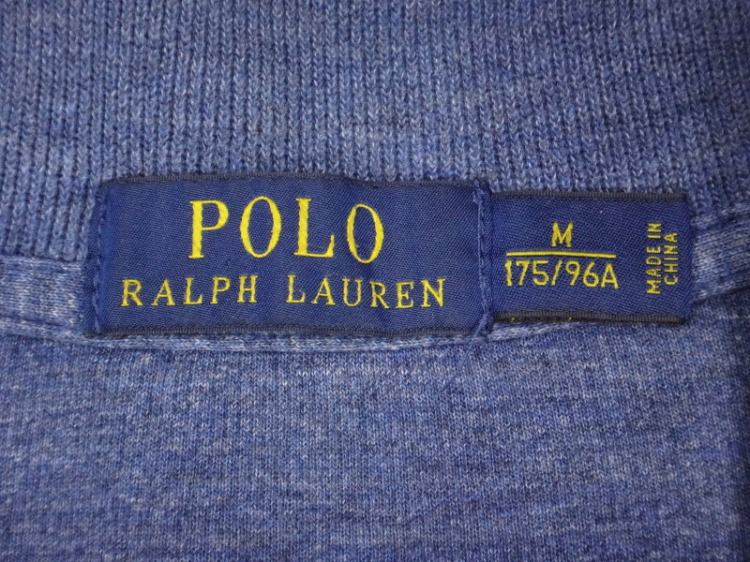 POLO
RALPH LAUREN
M
175/96A
MADE IN
CHINA